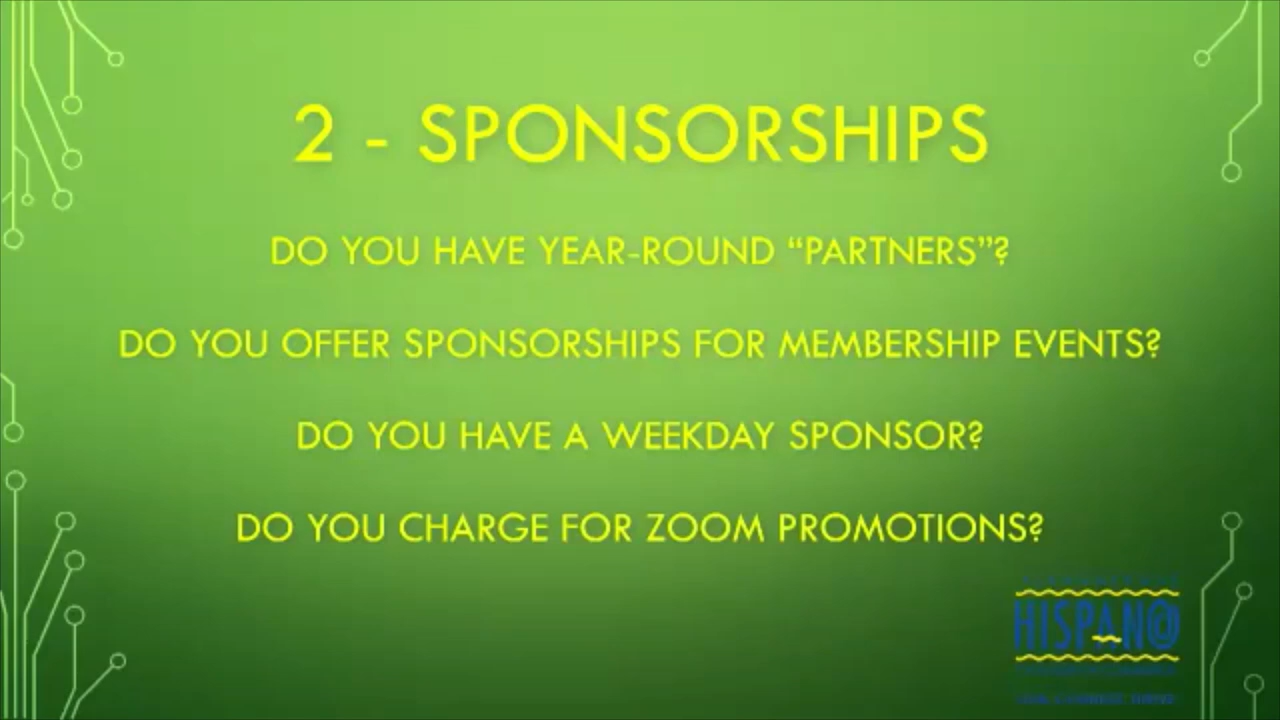 2 - SPONSORSHIPS
DO YOU HAVE YEAR-ROUND “PARTNERS”?
DO YOU OFFER SPONSORSHIPS FOR MEMBERSHIP EVENTS?
DO YOU HAVE A WEEKDAY SPONSOR?
DO YOU CHARGE FOR ZOOM PROMOTIONS?
HISPAN@